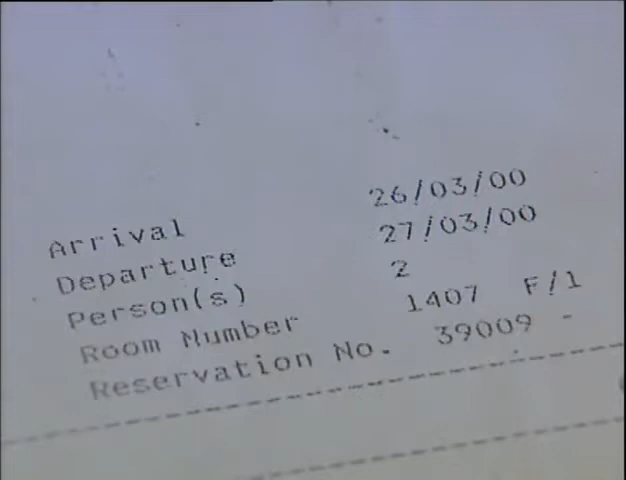 Arrival 26/03/00
Departure 27/03/00
Person(s) 2
Room Number 1407 F/1
Reservation No. 39009 -